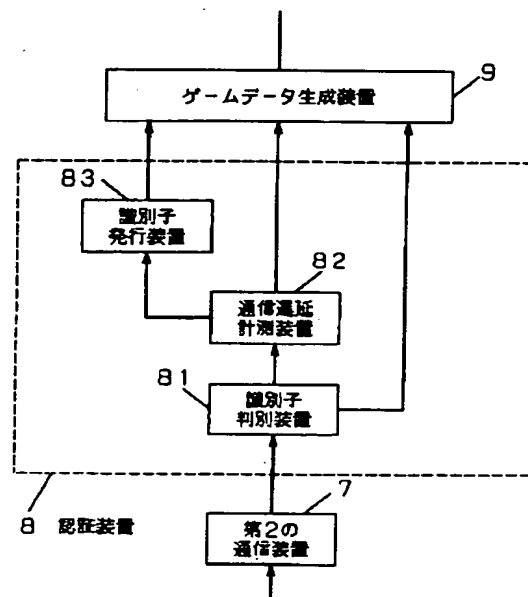 9
ゲームデータ生成装置
83
識別子
発行装置
82
通信遅延
計測装置
81
識別子
判別装置
8 認証装置
7
第2の
通信装置